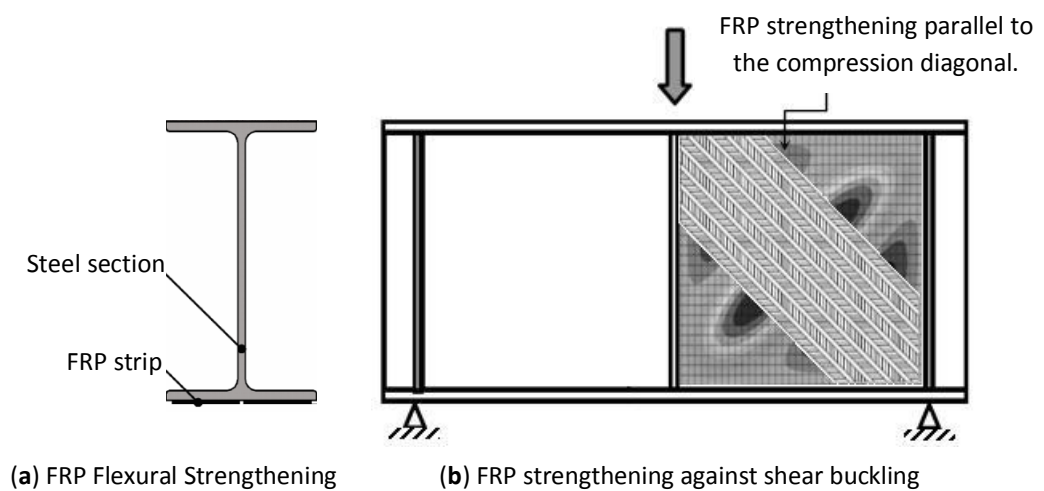 FRP strengthening parallel to
the compression diagonal.
Steel section
FRP strip
(a) FRP Flexural Strengthening
(b) FRP strengthening against shear buckling